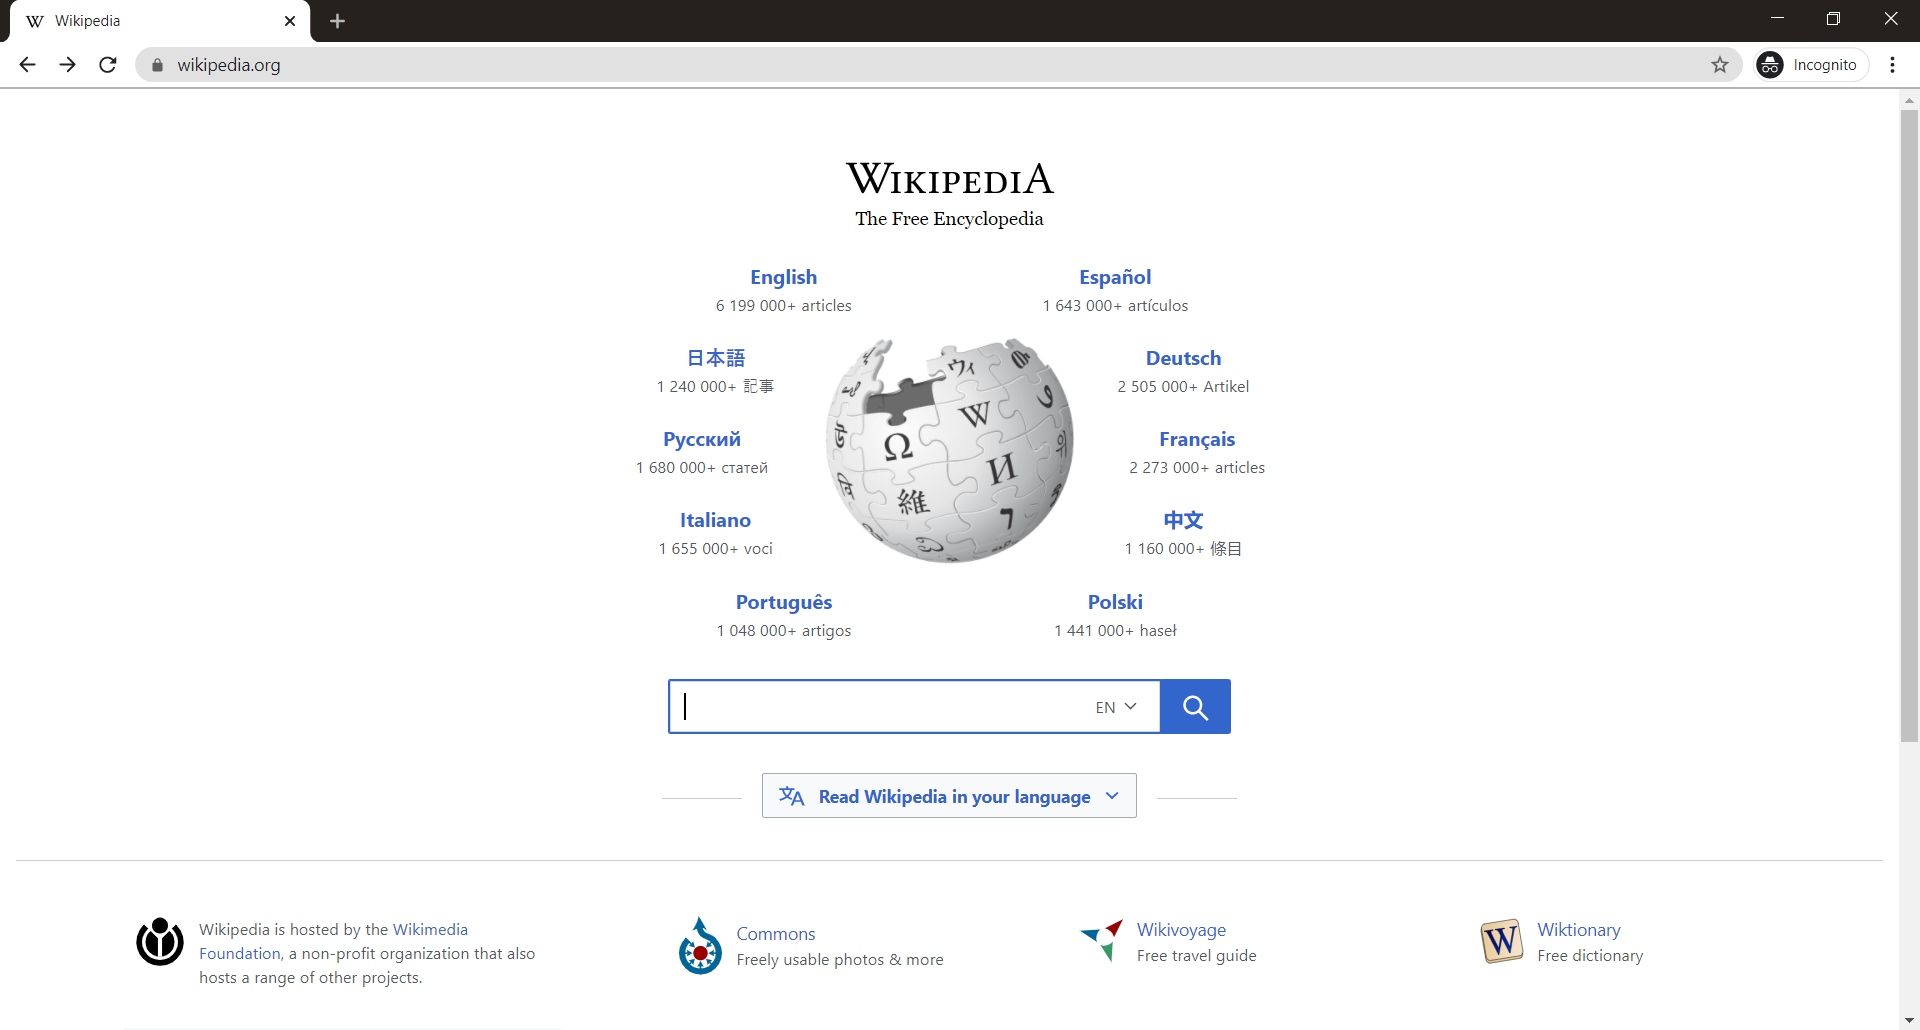 Wikipedia
wikipedia.org
Incognito
WIKIPEDIA
The Free Encyclopedia
English
6 199 000+ articles
Español
1 643 000+ artículos
日本語
1 240 000+ 記事
Deutsch
2 505 000+ Artikel
Русский
1 680 000+ статей
Français
2 273 000+ articles
Italiano
1 655 000+ voci
中文
1 160 000+ 條目
Português
1 048 000+ artigos
Polski
1 441 000+ haseł
Ω
W
И
維
ウィ
EN
Read Wikipedia in your language
Wikipedia is hosted by the Wikimedia
Foundation, a non-profit organization that also
hosts a range of other projects.
Commons
Freely usable photos & more
Wikivoyage
Free travel guide
W
Wiktionary
Free dictionary